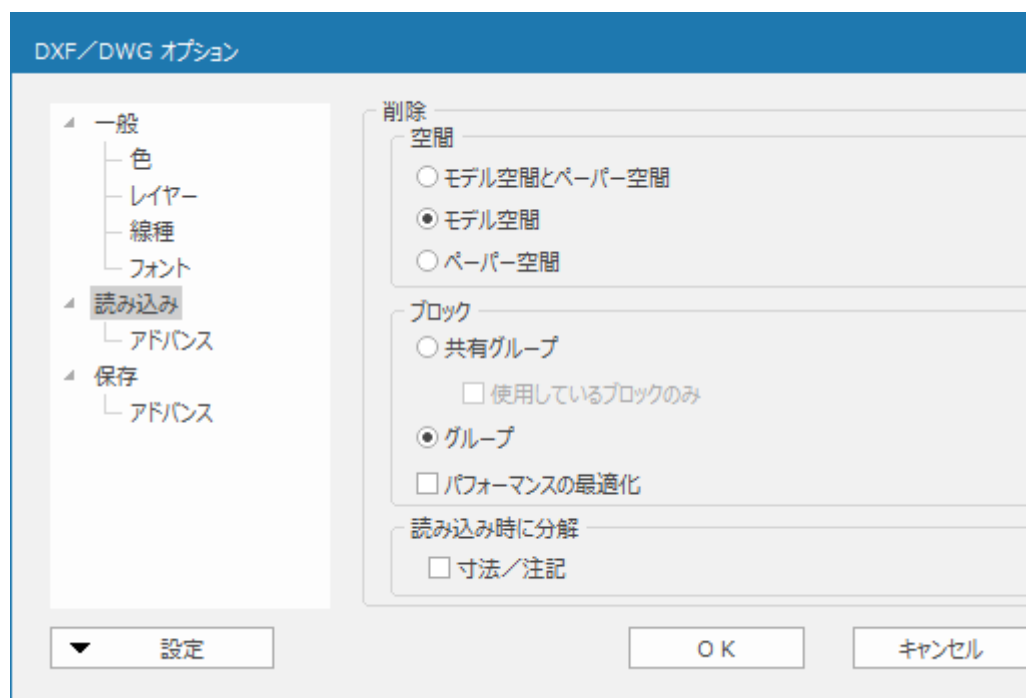 DXF／DWG オプション
一般
色
レイヤー
線種
フォント
読み込み
アドバンス
保存
アドバンス
削除
空間
モデル空間とペーパー空間
モデル空間
ペーパー空間
ブロック
共有グループ
使用しているブロックのみ
グループ
パフォーマンスの最適化
読み込み時に分解
寸法／注記
設定
ＯＫ
キャンセル